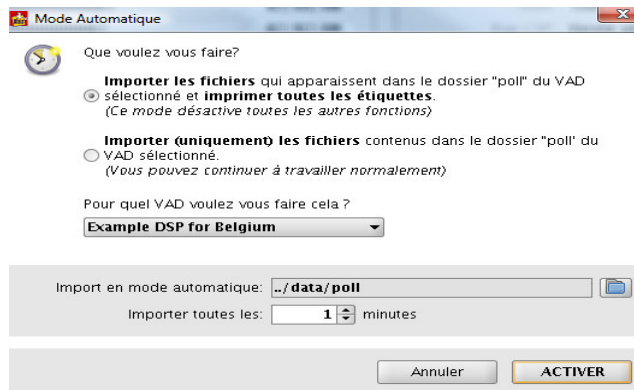 Mode Automatique
Que voulez vous faire?
Importer les fichiers qui apparaissent dans le dossier "poll" du VAD
sélectionné et imprimer toutes les étiquettes.
(Ce mode désactive toutes les autres fonctions)
Importer (uniquement) les fichiers contenus dans le dossier "poll' du
VAD sélectionné.
(Vous pouvez continuer à travailler normalement)
Pour quel VAD voulez vous faire cela ?
Example DSP for Belgium
Import en mode automatique: ../data/poll
Importer toutes les: 1 minutes
Annuler ACTIVER